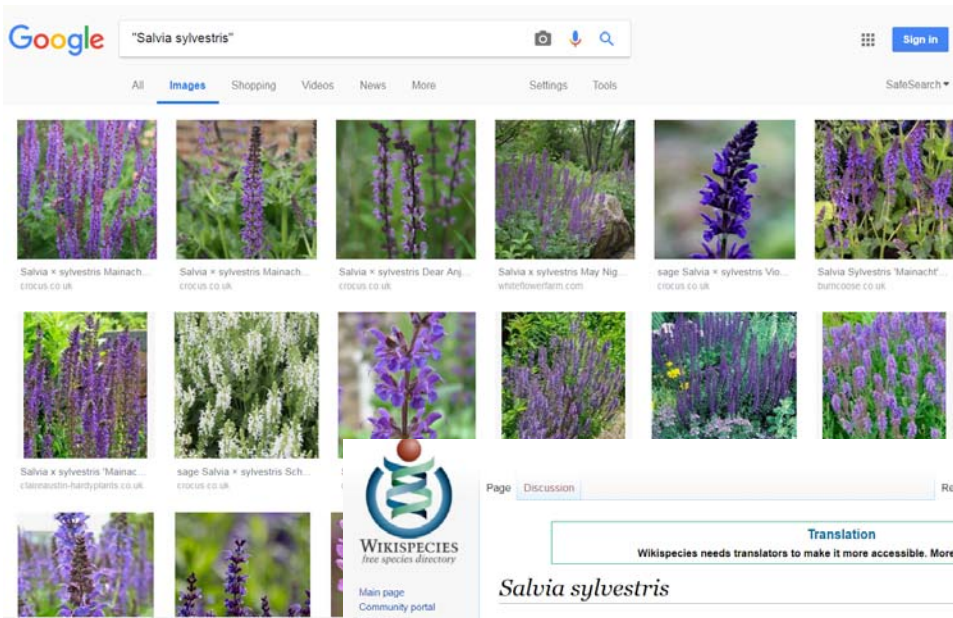 Google
"Salvia sylvestris"
Sign in
All Images Shopping Videos News More Settings Tools
SafeSearch
Salvia × sylvestris Mainach...
crocus.co.uk
Salvia × sylvestris Mainach...
crocus.co.uk
Salvia × sylvestris Dear Anj...
crocus.co.uk
Salvia x sylvestris May Nig...
whiteflowerfarm.com
sage Salvia × sylvestris Vio...
crocus.co.uk
Salvia Sylvestris 'Mainacht'...
burncoose.co.uk
Salvia x sylvestris 'Mainac...
claireaustin-hardyplants.co.uk
sage Salvia × sylvestris Sch...
crocus.co.uk
WIKISPECIES
free species directory
Main page
Community portal
Page Discussion Re
Translation
Wikispecies needs translators to make it more accessible. More
Salvia sylvestris